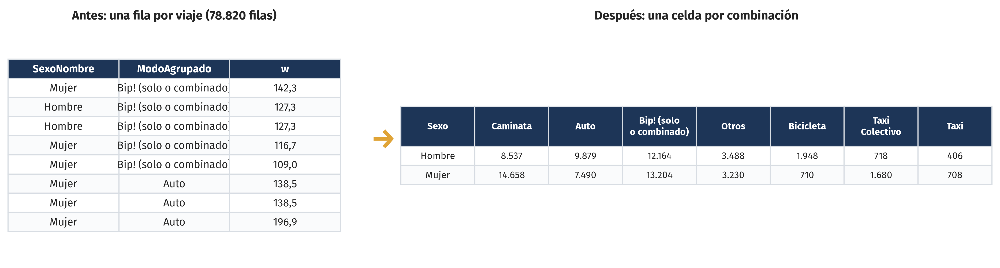 Antes: una fila por viaje (78.820 filas)
SexoNombre ModoAgrupado w
Mujer Bip! (solo o combinado) 142,3
Hombre Bip! (solo o combinado) 127,3
Hombre Bip! (solo o combinado) 127,3
Mujer Bip! (solo o combinado) 116,7
Mujer Bip! (solo o combinado) 109,0
Mujer Auto 138,5
Mujer Auto 138,5
Mujer Auto 196,9
Después: una celda por combinación
Sexo Caminata Auto Bip! (solo o combinado) Otros Bicicleta Taxi Colectivo Taxi
Hombre 8.537 9.879 12.164 3.488 1.948 718 406
Mujer 14.658 7.490 13.204 3.230 710 1.680 708